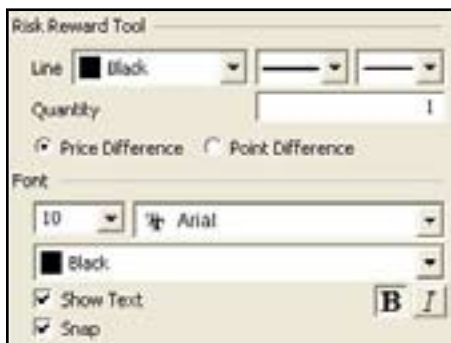 Risk Reward Tool
Line Black
Quantity 1
Price Difference Point Difference
Font
10 Arial
Black
Show Text B I
Snap